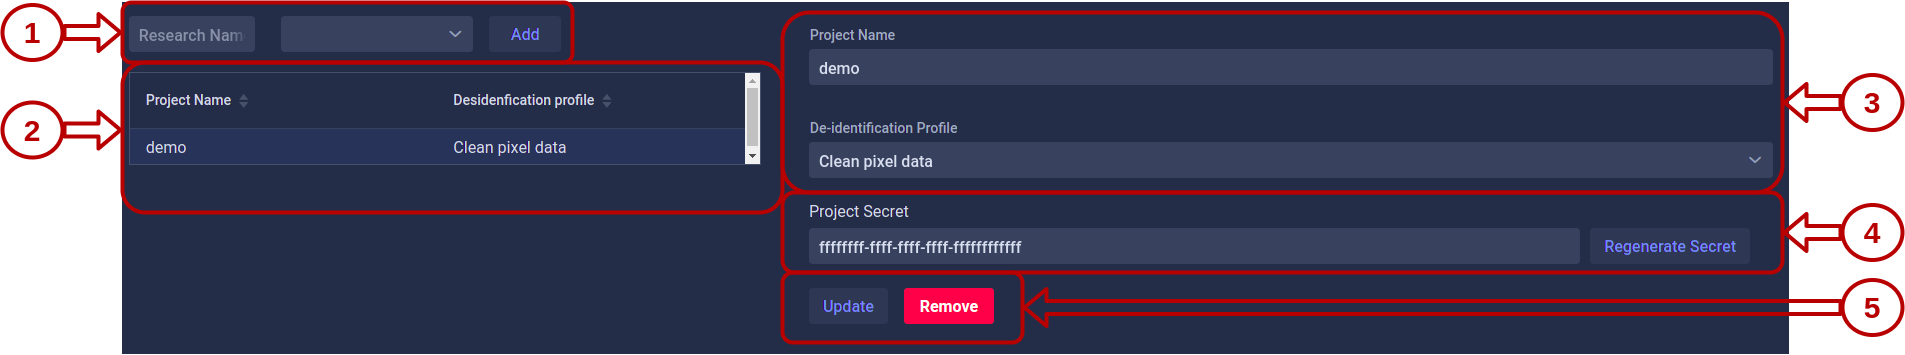 1
Research Nam
Add
2
Project Name
Desidenfication profile
demo
Clean pixel data
Project Name
demo
De-identification Profile
Clean pixel data
3
Project Secret
ffffffff-ffff-ffff-ffff-ffffffffffff
Regenerate Secret
4
Update
Remove
5